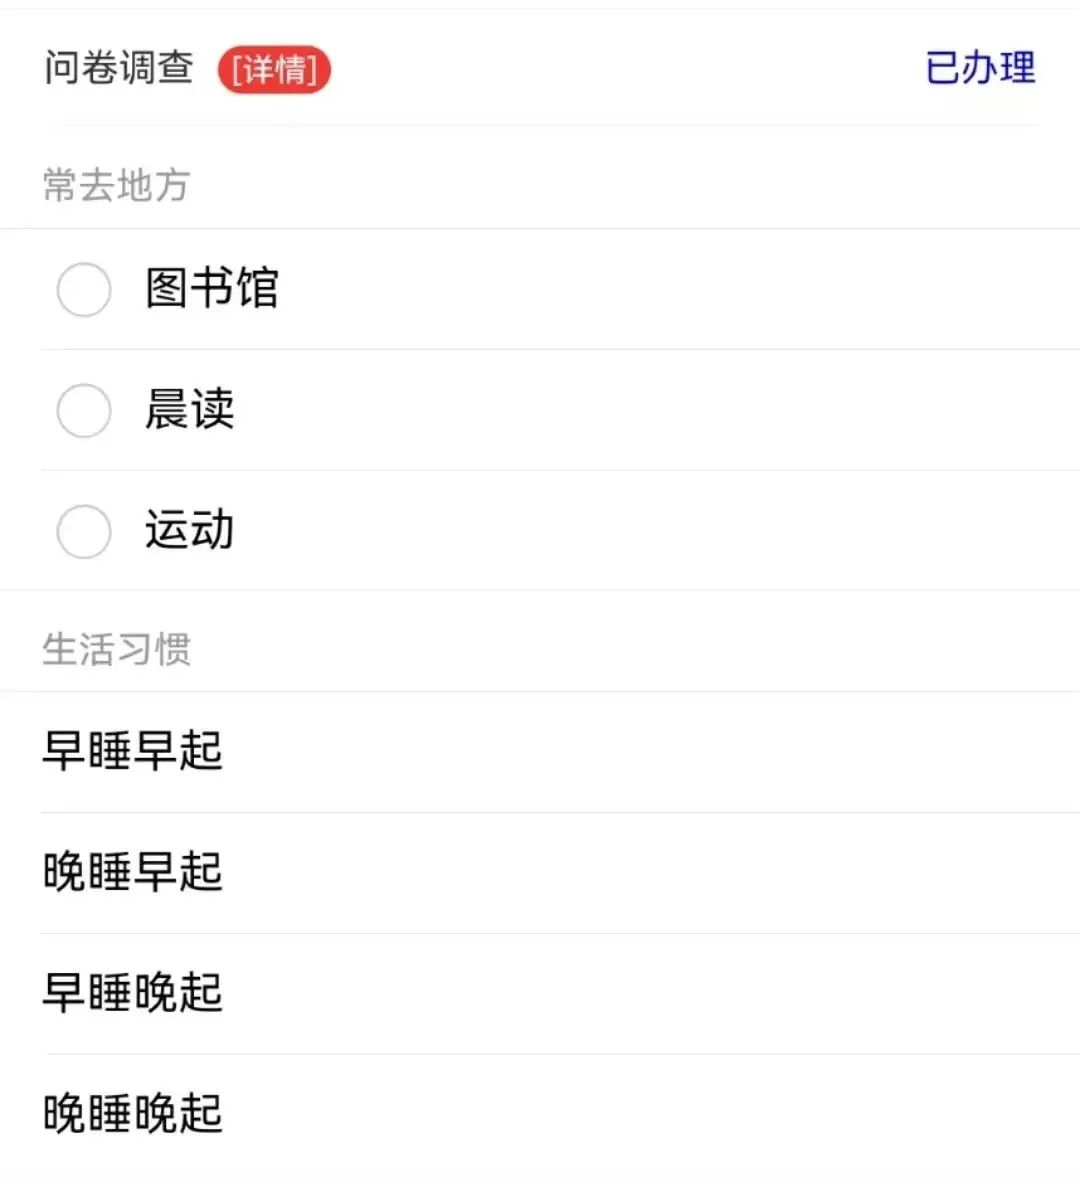 问卷调查 [详情] 已办理
常去地方
图书馆
晨读
运动
生活习惯
早睡早起
晚睡早起
早睡晚起
晚睡晚起